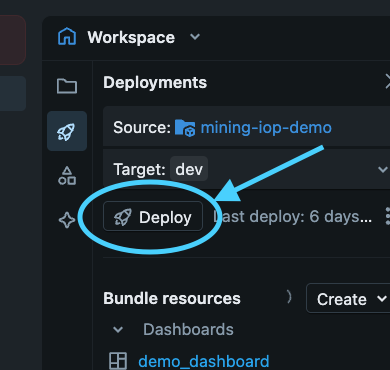 Workspace
Deployments
Source: mining-iop-demo
Target: dev
Deploy Last deploy: 6 days...
Bundle resources Create
Dashboards
demo_dashboard